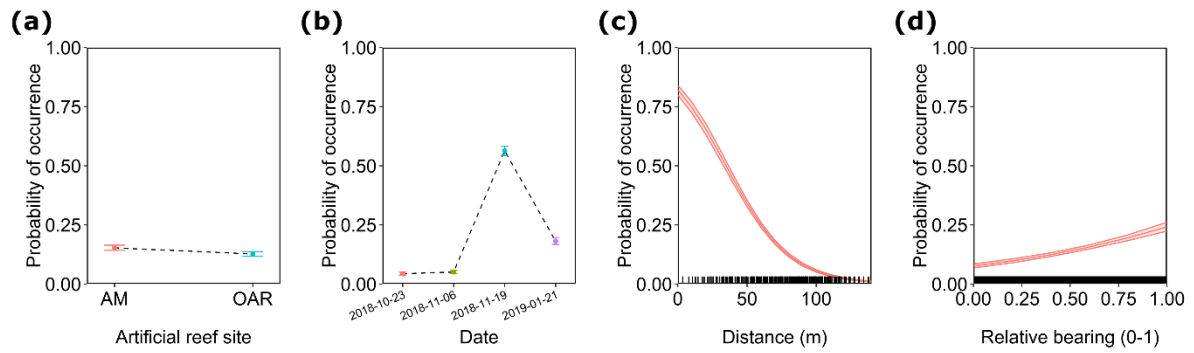 (a)
Probability of occurrence
1.00
0.75
0.50
0.25
0.00
AM
OAR
Artificial reef site
(b)
Probability of occurrence
1.00
0.75
0.50
0.25
0.00
2018-10-23
2018-11-06
2018-11-19
2019-01-21
Date
(c)
Probability of occurrence
1.00
0.75
0.50
0.25
0.00
0
50
100
Distance (m)
(d)
Probability of occurrence
1.00
0.75
0.50
0.25
0.00
0.00
0.25
0.50
0.75
1.00
Relative bearing (0-1)